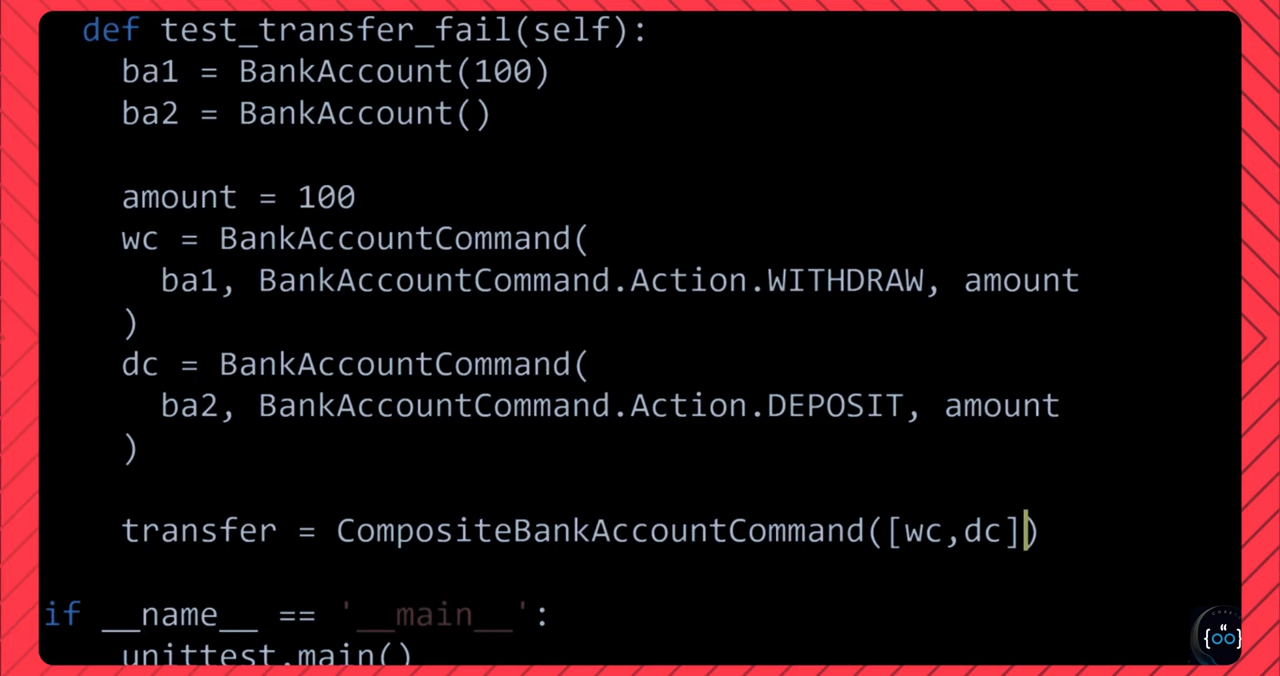 def test_transfer_fail(self):
ba1 = BankAccount(100)
ba2 = BankAccount()
amount = 100
wc = BankAccountCommand(
ba1, BankAccountCommand.Action.WITHDRAW, amount
)
dc = BankAccountCommand(
ba2, BankAccountCommand.Action.DEPOSIT, amount
)
transfer = CompositeBankAccountCommand([wc,dc])
if __name__ == '__main__':
unittest.main()